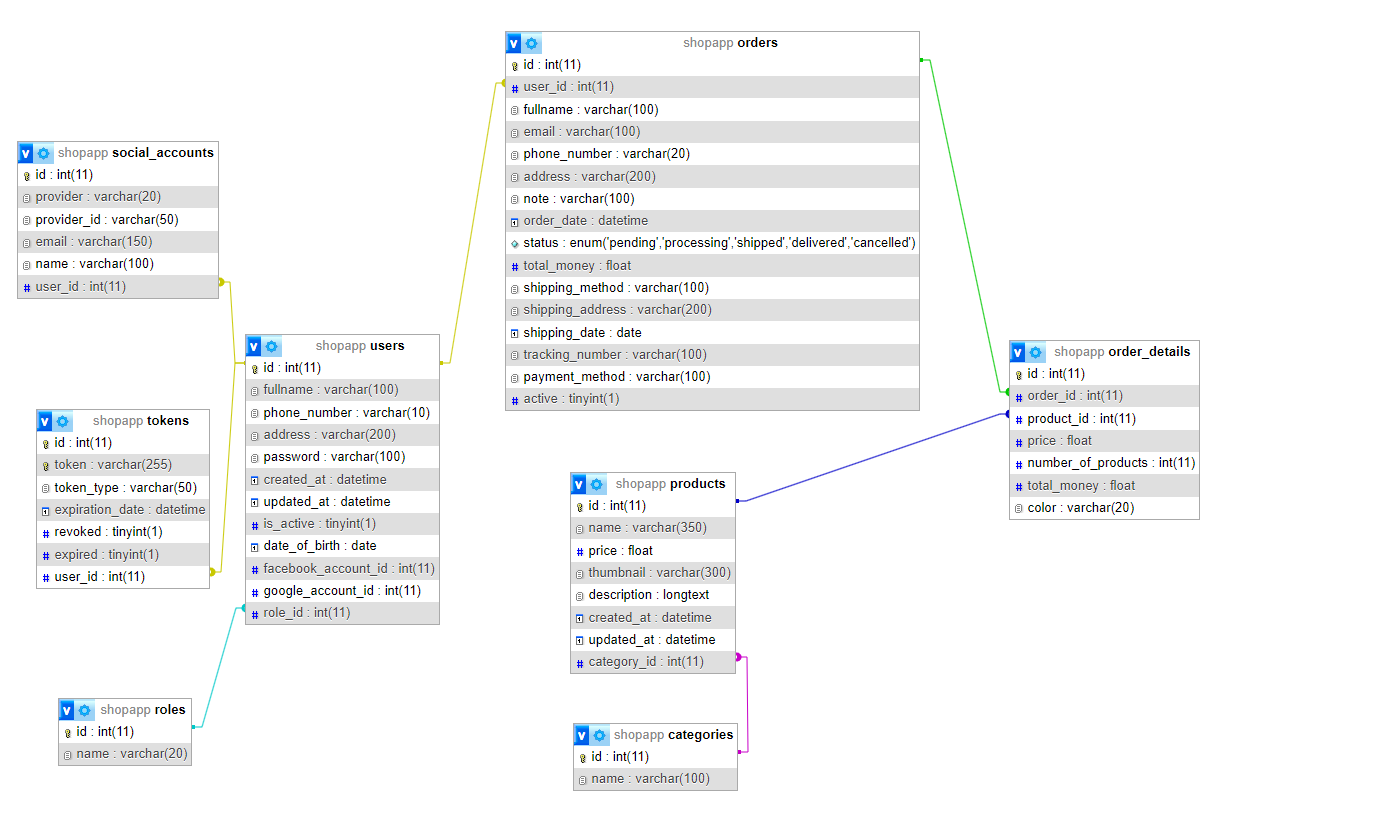 shopapp orders
id : int(11)
user_id : int(11)
fullname : varchar(100)
email : varchar(100)
phone_number : varchar(20)
address : varchar(200)
note : varchar(100)
order_date : datetime
status : enum('pending','processing','shipped','delivered','cancelled')
total_money : float
shipping_method : varchar(100)
shipping_address : varchar(200)
shipping_date : date
tracking_number : varchar(100)
payment_method : varchar(100)
active : tinyint(1)
shopapp social_accounts
id : int(11)
provider : varchar(20)
provider_id : varchar(50)
email : varchar(150)
name : varchar(100)
user_id : int(11)
shopapp users
id : int(11)
fullname : varchar(100)
phone_number : varchar(10)
address : varchar(200)
password : varchar(100)
created_at : datetime
updated_at : datetime
is_active : tinyint(1)
date_of_birth : date
facebook_account_id : int(11)
google_account_id : int(11)
role_id : int(11)
shopapp order_details
id : int(11)
order_id : int(11)
product_id : int(11)
price : float
number_of_products : int(11)
total_money : float
color : varchar(20)
shopapp tokens
id : int(11)
token : varchar(255)
token_type : varchar(50)
expiration_date : datetime
revoked : tinyint(1)
expired : tinyint(1)
user_id : int(11)
shopapp products
id : int(11)
name : varchar(350)
price : float
thumbnail : varchar(300)
description : longtext
created_at : datetime
updated_at : datetime
category_id : int(11)
shopapp roles
id : int(11)
name : varchar(20)
shopapp categories
id : int(11)
name : varchar(100)